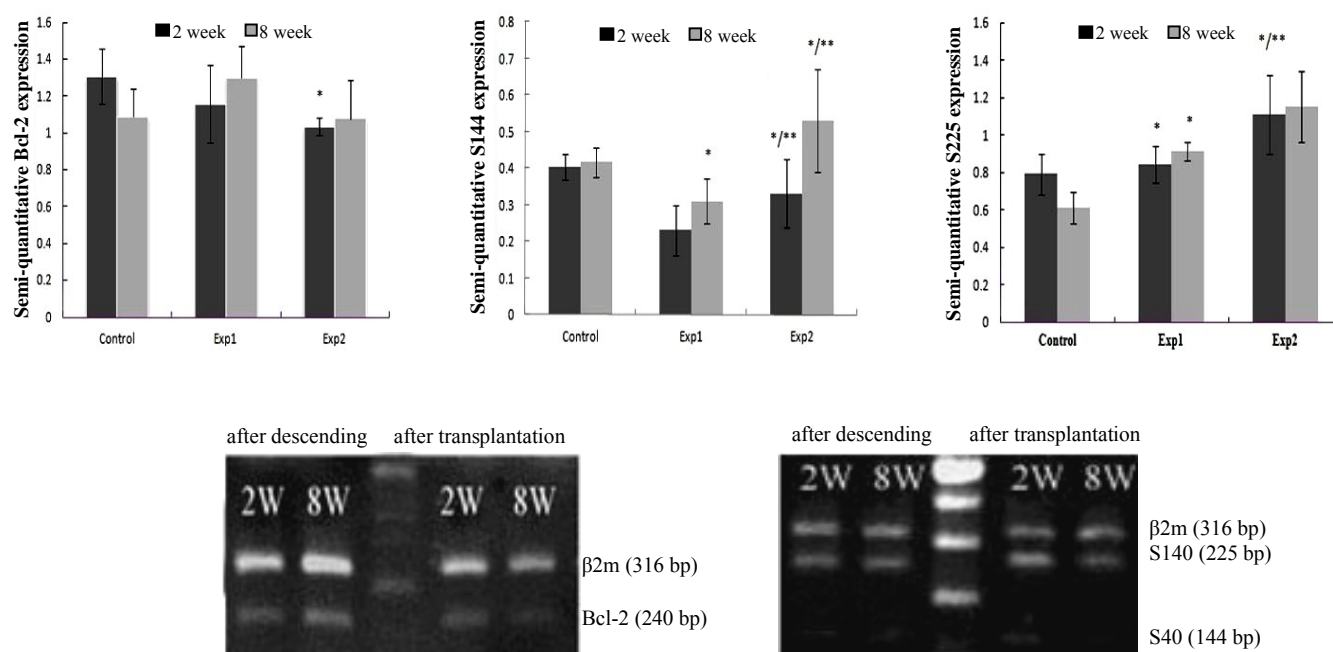 Semi-quantitative Bcl-2 expression
1.6
1.4
1.2
1
0.8
0.6
0.4
0.2
0
2 week 8 week
*
Control Exp1 Exp2
Semi-quantitative S144 expression
0.8
0.7
0.6
0.5
0.4
0.3
0.2
0.1
0
2 week 8 week
*/**
*/**
*
Control Exp1 Exp2
Semi-quantitative S225 expression
1.6
1.4
1.2
1
0.8
0.6
0.4
0.2
0
2 week 8 week
*/**
* *
Control Exp1 Exp2
after descending after transplantation
2W 8W 2W 8W
β2m (316 bp)
Bcl-2 (240 bp)
after descending after transplantation
2W 8W 2W 8W
β2m (316 bp)
S140 (225 bp)
S40 (144 bp)